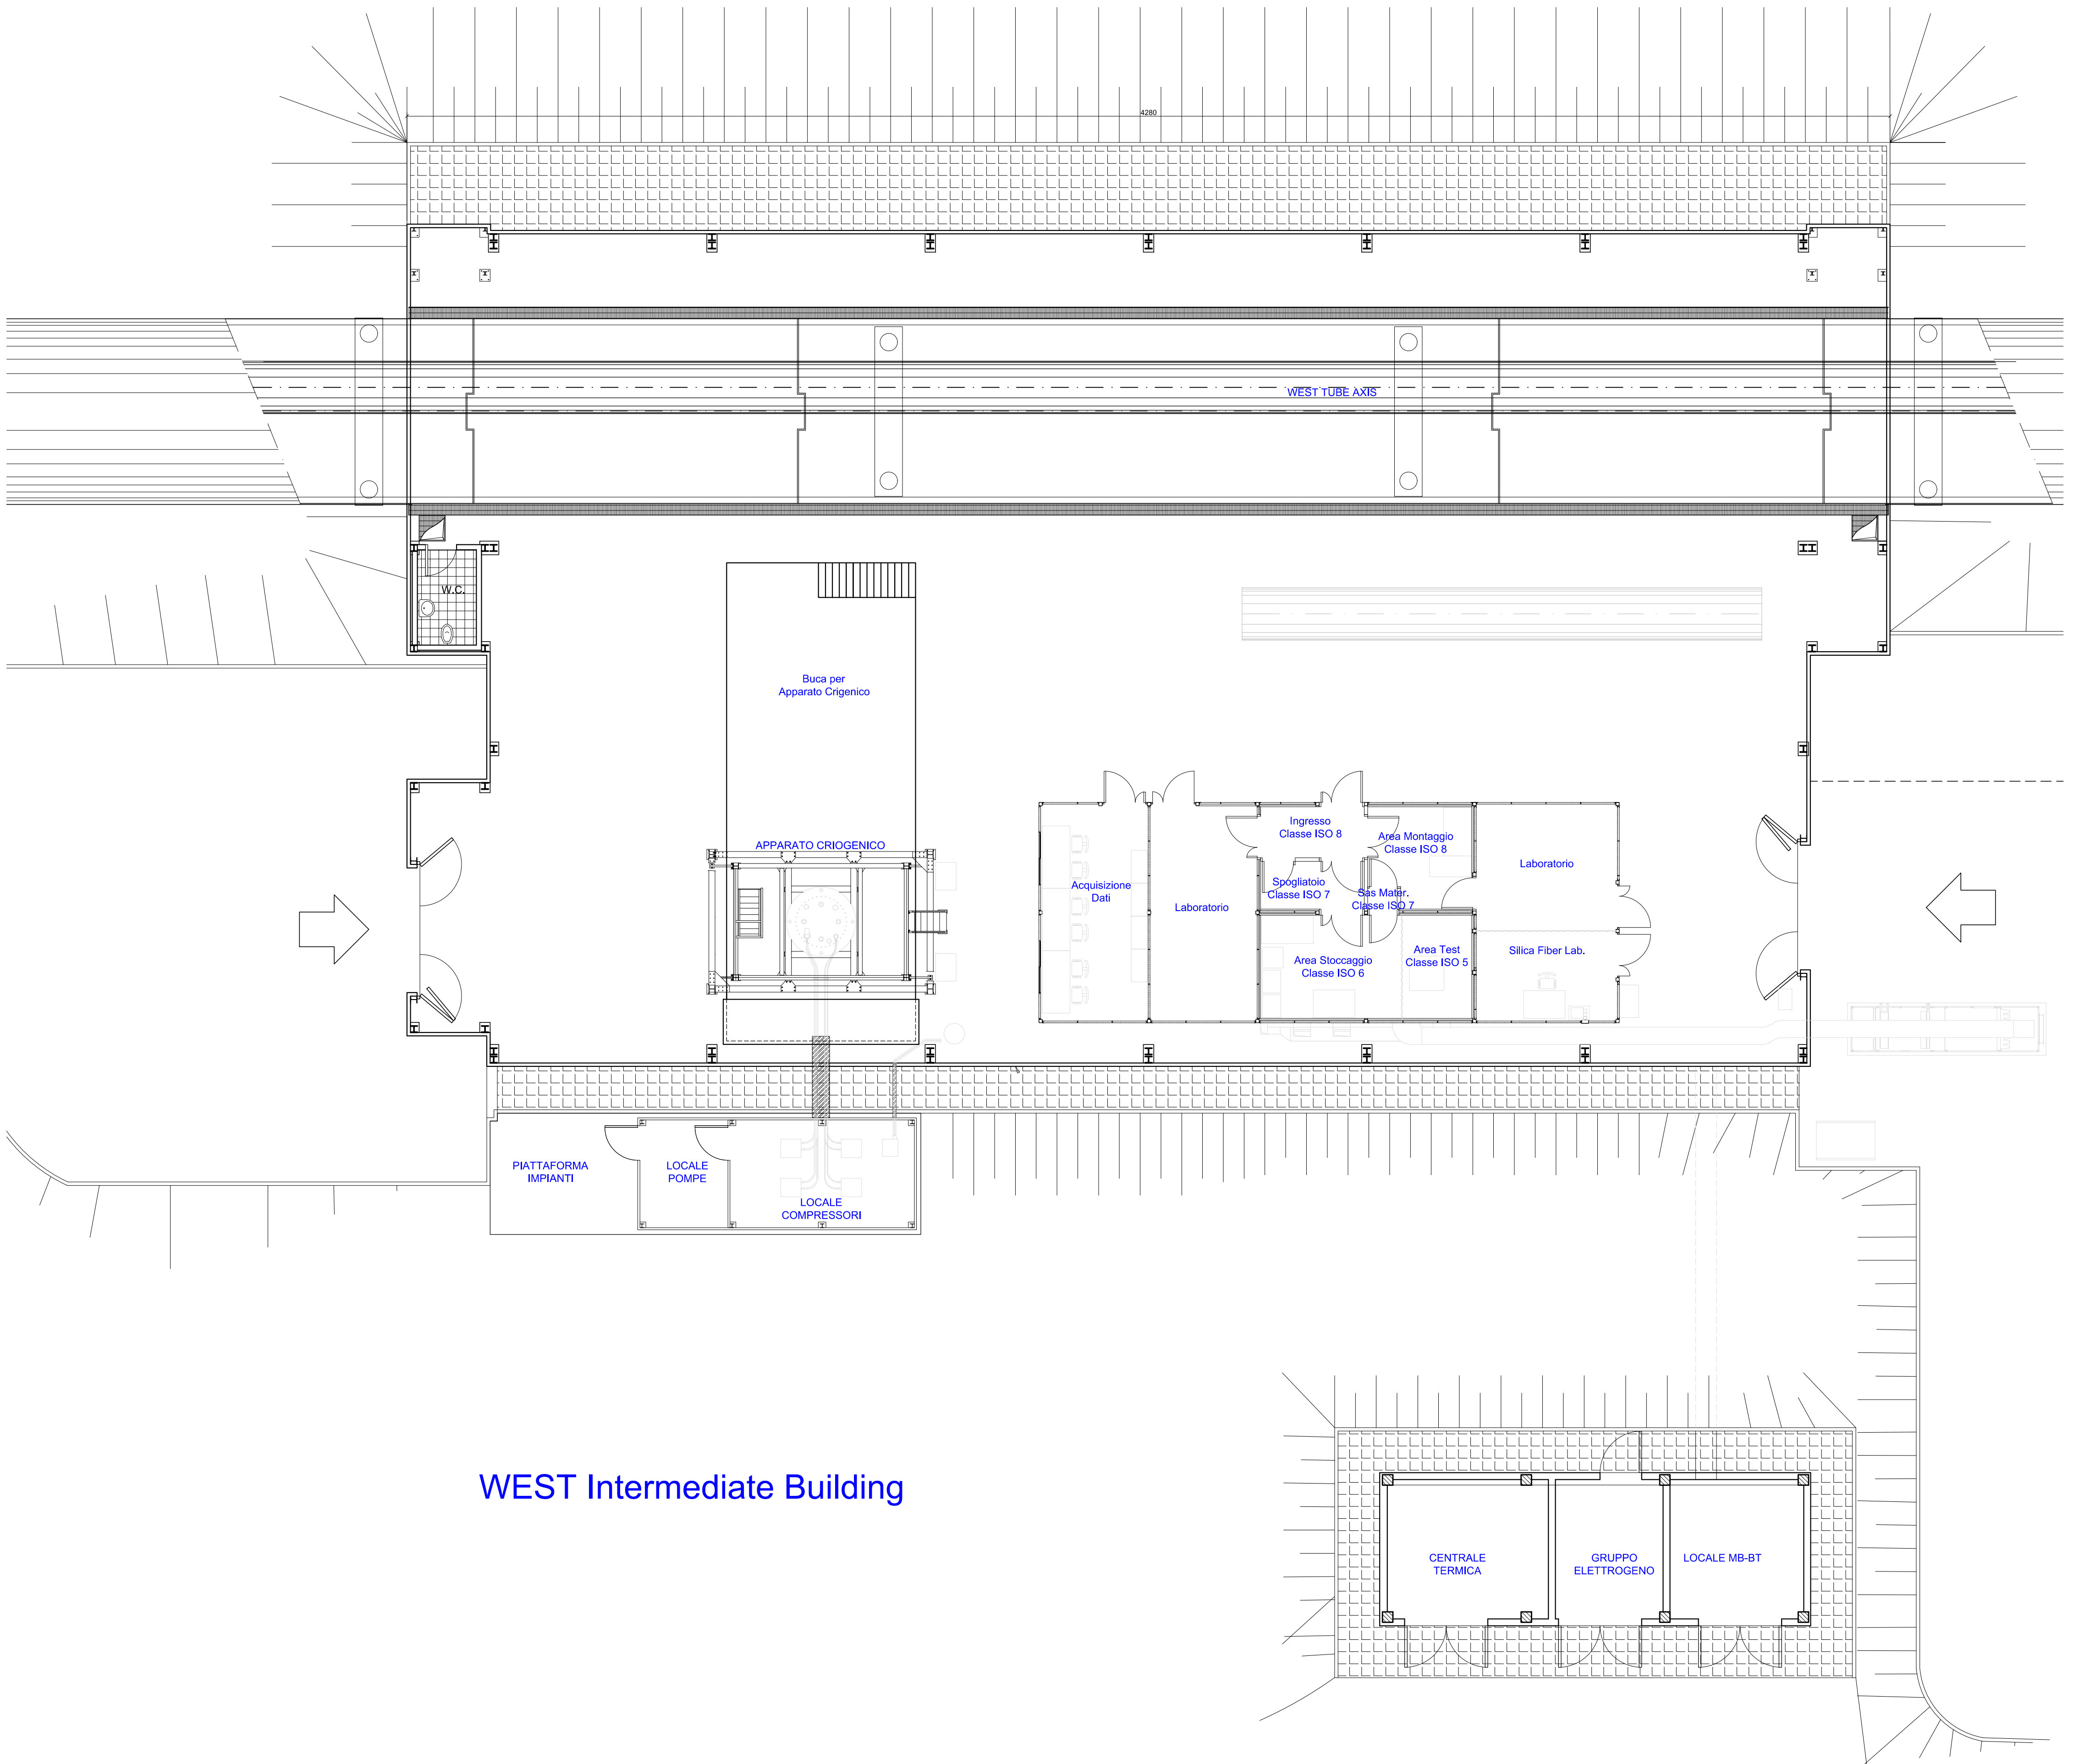 4280
WEST TUBE AXIS
W.C.
Buca per
Apparato Crigenico
APPARATO CRIOGENICO
Acquisizione
Dati
Laboratorio
Ingresso
Classe ISO 8
Area Montaggio
Classe ISO 8
Spogliatoio
Classe ISO 7
Sas Mater.
Classe ISO 7
Laboratorio
Area Stoccaggio
Classe ISO 6
Area Test
Classe ISO 5
Silica Fiber Lab.
PIATTAFORMA
IMPIANTI
LOCALE
POMPE
LOCALE
COMPRESSORI
WEST Intermediate Building
CENTRALE
TERMICA
GRUPPO
ELETTROGENO
LOCALE MB-BT